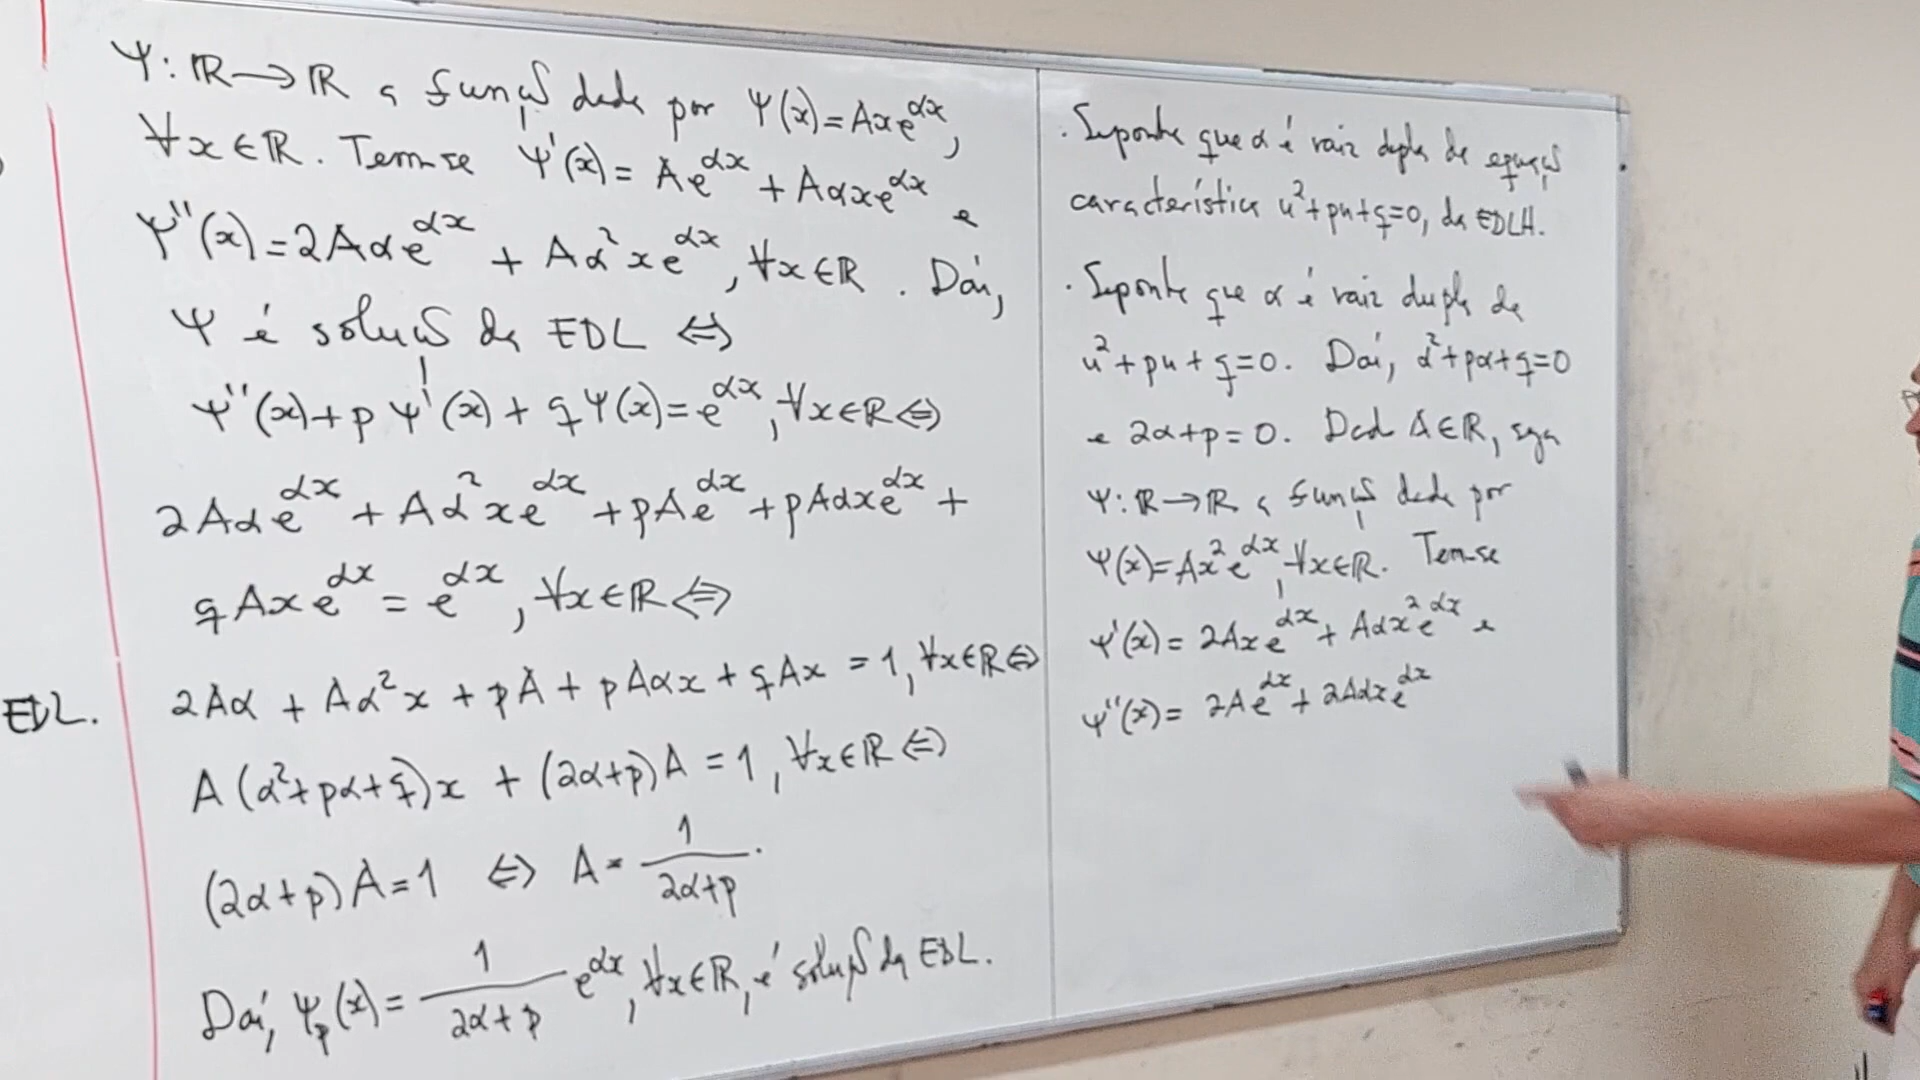 EDL.
Ψ: ℝ → ℝ a função dada por Ψ(x) = Axe^{αx},
∀x ∈ ℝ. Tem-se Ψ'(x) = Ae^{αx} + Aαxe^{αx} e
Ψ''(x) = 2Aαe^{αx} + Aα²xe^{αx}, ∀x ∈ ℝ. Daí,
Ψ é solução da EDL ⇔
Ψ''(x) + pΨ'(x) + qΨ(x) = e^{αx}, ∀x ∈ ℝ ⇔
2Aαe^{αx} + Aα²xe^{αx} + pAe^{αx} + pAαxe^{αx} +
qAxe^{αx} = e^{αx}, ∀x ∈ ℝ ⇔
2Aα + Aα²x + pA + pAαx + qAx = 1, ∀x ∈ ℝ ⇔
A(α² + pα + q)x + (2α + p)A = 1, ∀x ∈ ℝ ⇔
(2α + p)A = 1 ⇔ A = 1/(2α + p).
Daí, Ψ_p(x) = 1/(2α + p) e^{αx}, ∀x ∈ ℝ, é solução da EDL.
· Suponha que α é raiz dupla da equação
característica u² + pu + q = 0, da EDLH.
· Suponha que α é raiz dupla de
u² + pu + q = 0. Daí, α² + pα + q = 0
e 2α + p = 0. Dado A ∈ ℝ, seja
Ψ: ℝ → ℝ a função dada por
Ψ(x) = Ax²e^{αx}, ∀x ∈ ℝ. Tem-se
Ψ'(x) = 2Axe^{αx} + Aαx²e^{αx} e
Ψ''(x) = 2Ae^{αx} + 2Aαxe^{αx}